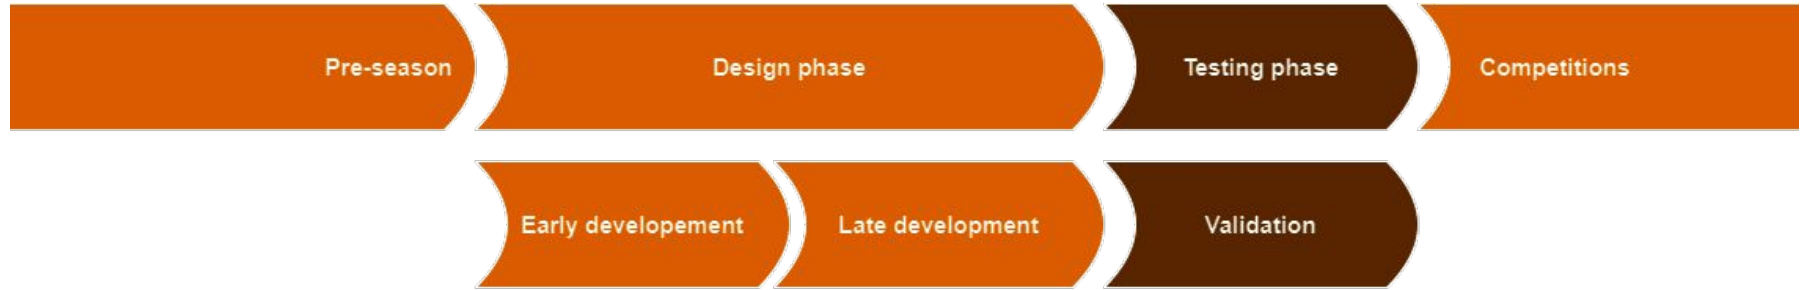 Pre-season
Design phase
Testing phase
Competitions
Early developement
Late development
Validation